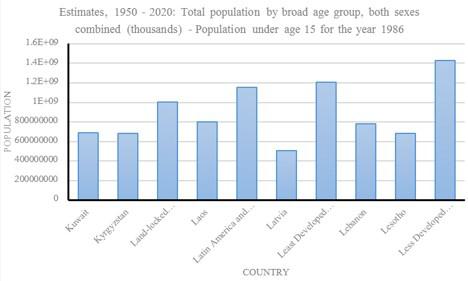 Estimates, 1950 - 2020: Total population by broad age group, both sexes
combined (thousands) - Population under age 15 for the year 1986
1.6E+09
1.4E+09
1.2E+09
1E+09
800000000
600000000
400000000
200000000
0
POPULATION
Kuwait
Kyrgyzstan
Land-locked...
Laos
Latin America and...
Latvia
Least Developed...
Lebanon
Lesotho
Less Developed...
COUNTRY